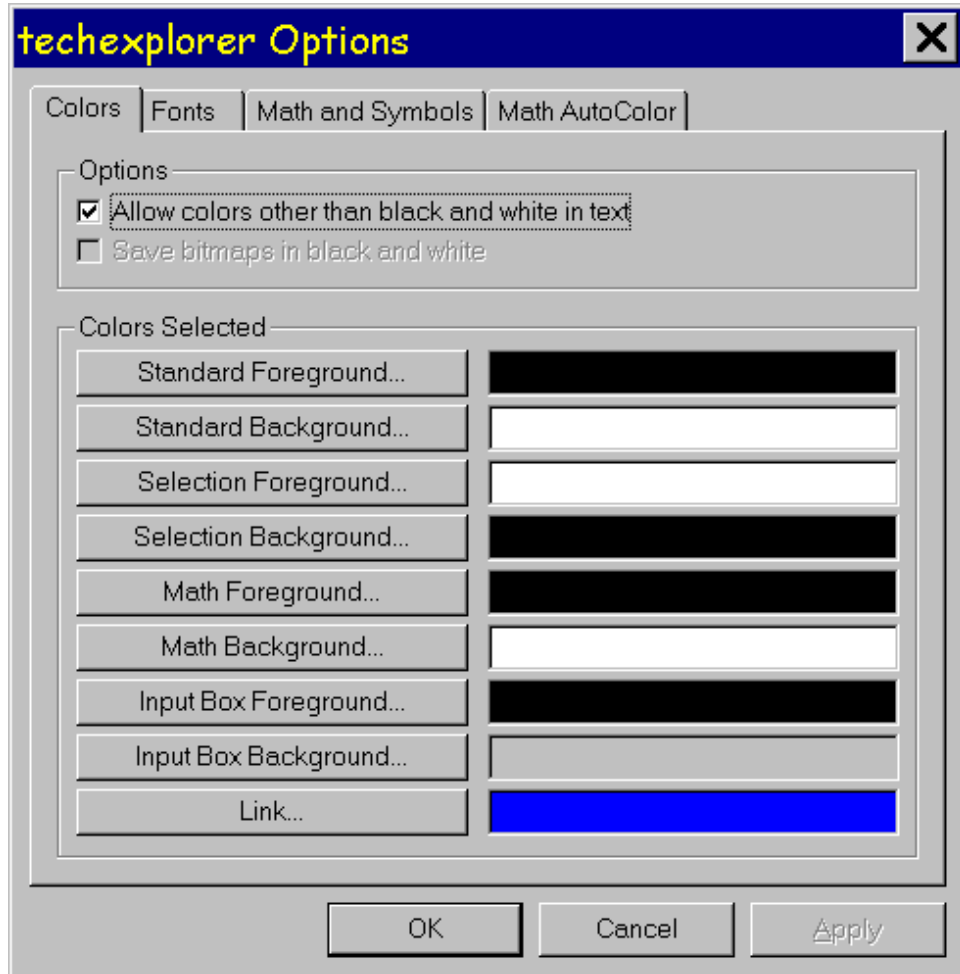 techexplorer Options
Colors Fonts Math and Symbols Math AutoColor
Options
Allow colors other than black and white in text
Save bitmaps in black and white
Colors Selected
Standard Foreground...
Standard Background...
Selection Foreground...
Selection Background...
Math Foreground...
Math Background...
Input Box Foreground...
Input Box Background...
Link...
OK Cancel Apply